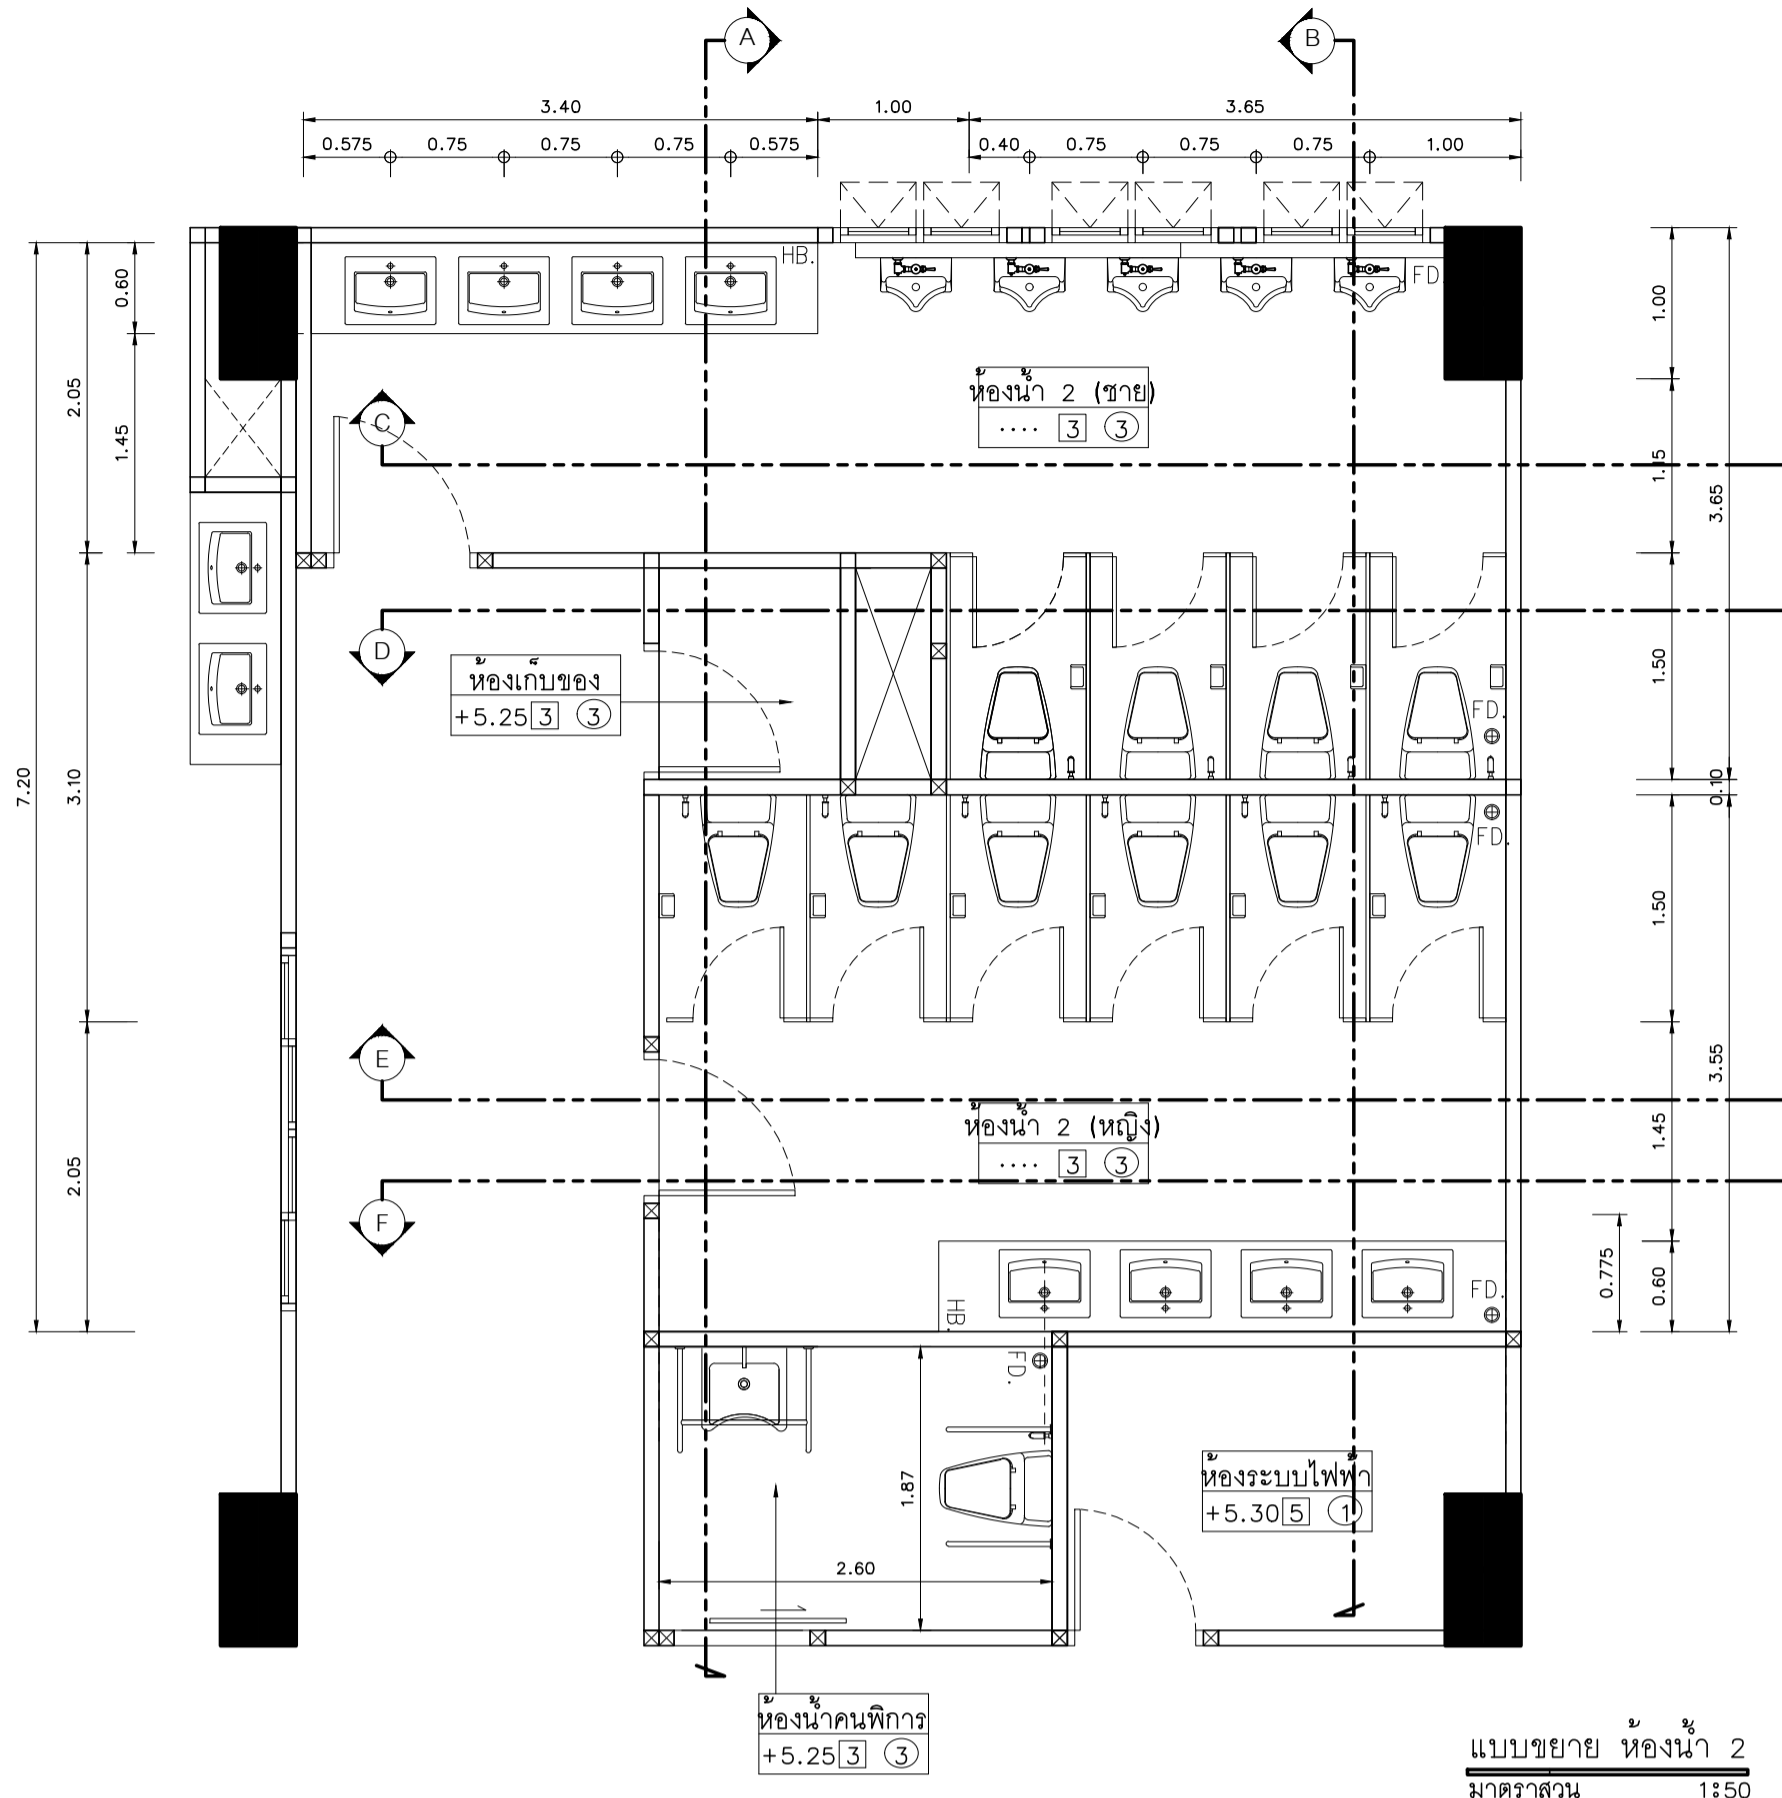 A
B
3.40 1.00 3.65
0.575 0.75 0.75 0.75 0.575 0.40 0.75 0.75 0.75 1.00
HB.
FD.
0.60
1.45
2.05
3.10
2.05
7.20
1.00
1.15
3.65
1.50
0.10
1.50
3.55
1.45
0.60
0.775
ห้องน้ำ 2 (ชาย)
.... 3 3
C
D
ห้องเก็บของ
+5.25 3 3
FD.
FD.
E
ห้องน้ำ 2 (หญิง)
.... 3 3
F
HB.
FD.
FD.
1.87
2.60
ห้องระบบไฟฟ้า
+5.30 5 1
ห้องน้ำคนพิการ
+5.25 3 3
แบบขยาย ห้องน้ำ 2
มาตราส่วน 1:50